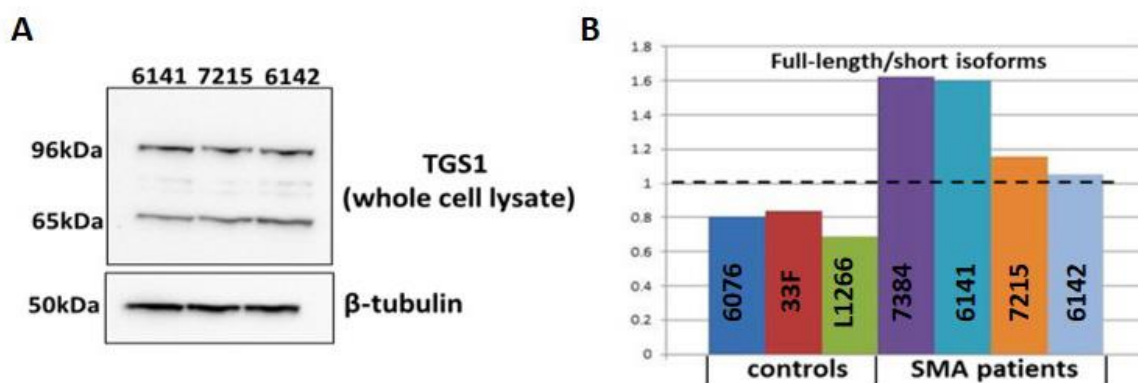 A
6141 7215 6142
96kDa
65kDa
TGS1
(whole cell lysate)
50kDa
β-tubulin
B
Full-length/short isoforms
1.8
1.6
1.4
1.2
1
0.8
0.6
0.4
0.2
0
6076
33F
L1266
7384
6141
7215
6142
controls
SMA patients